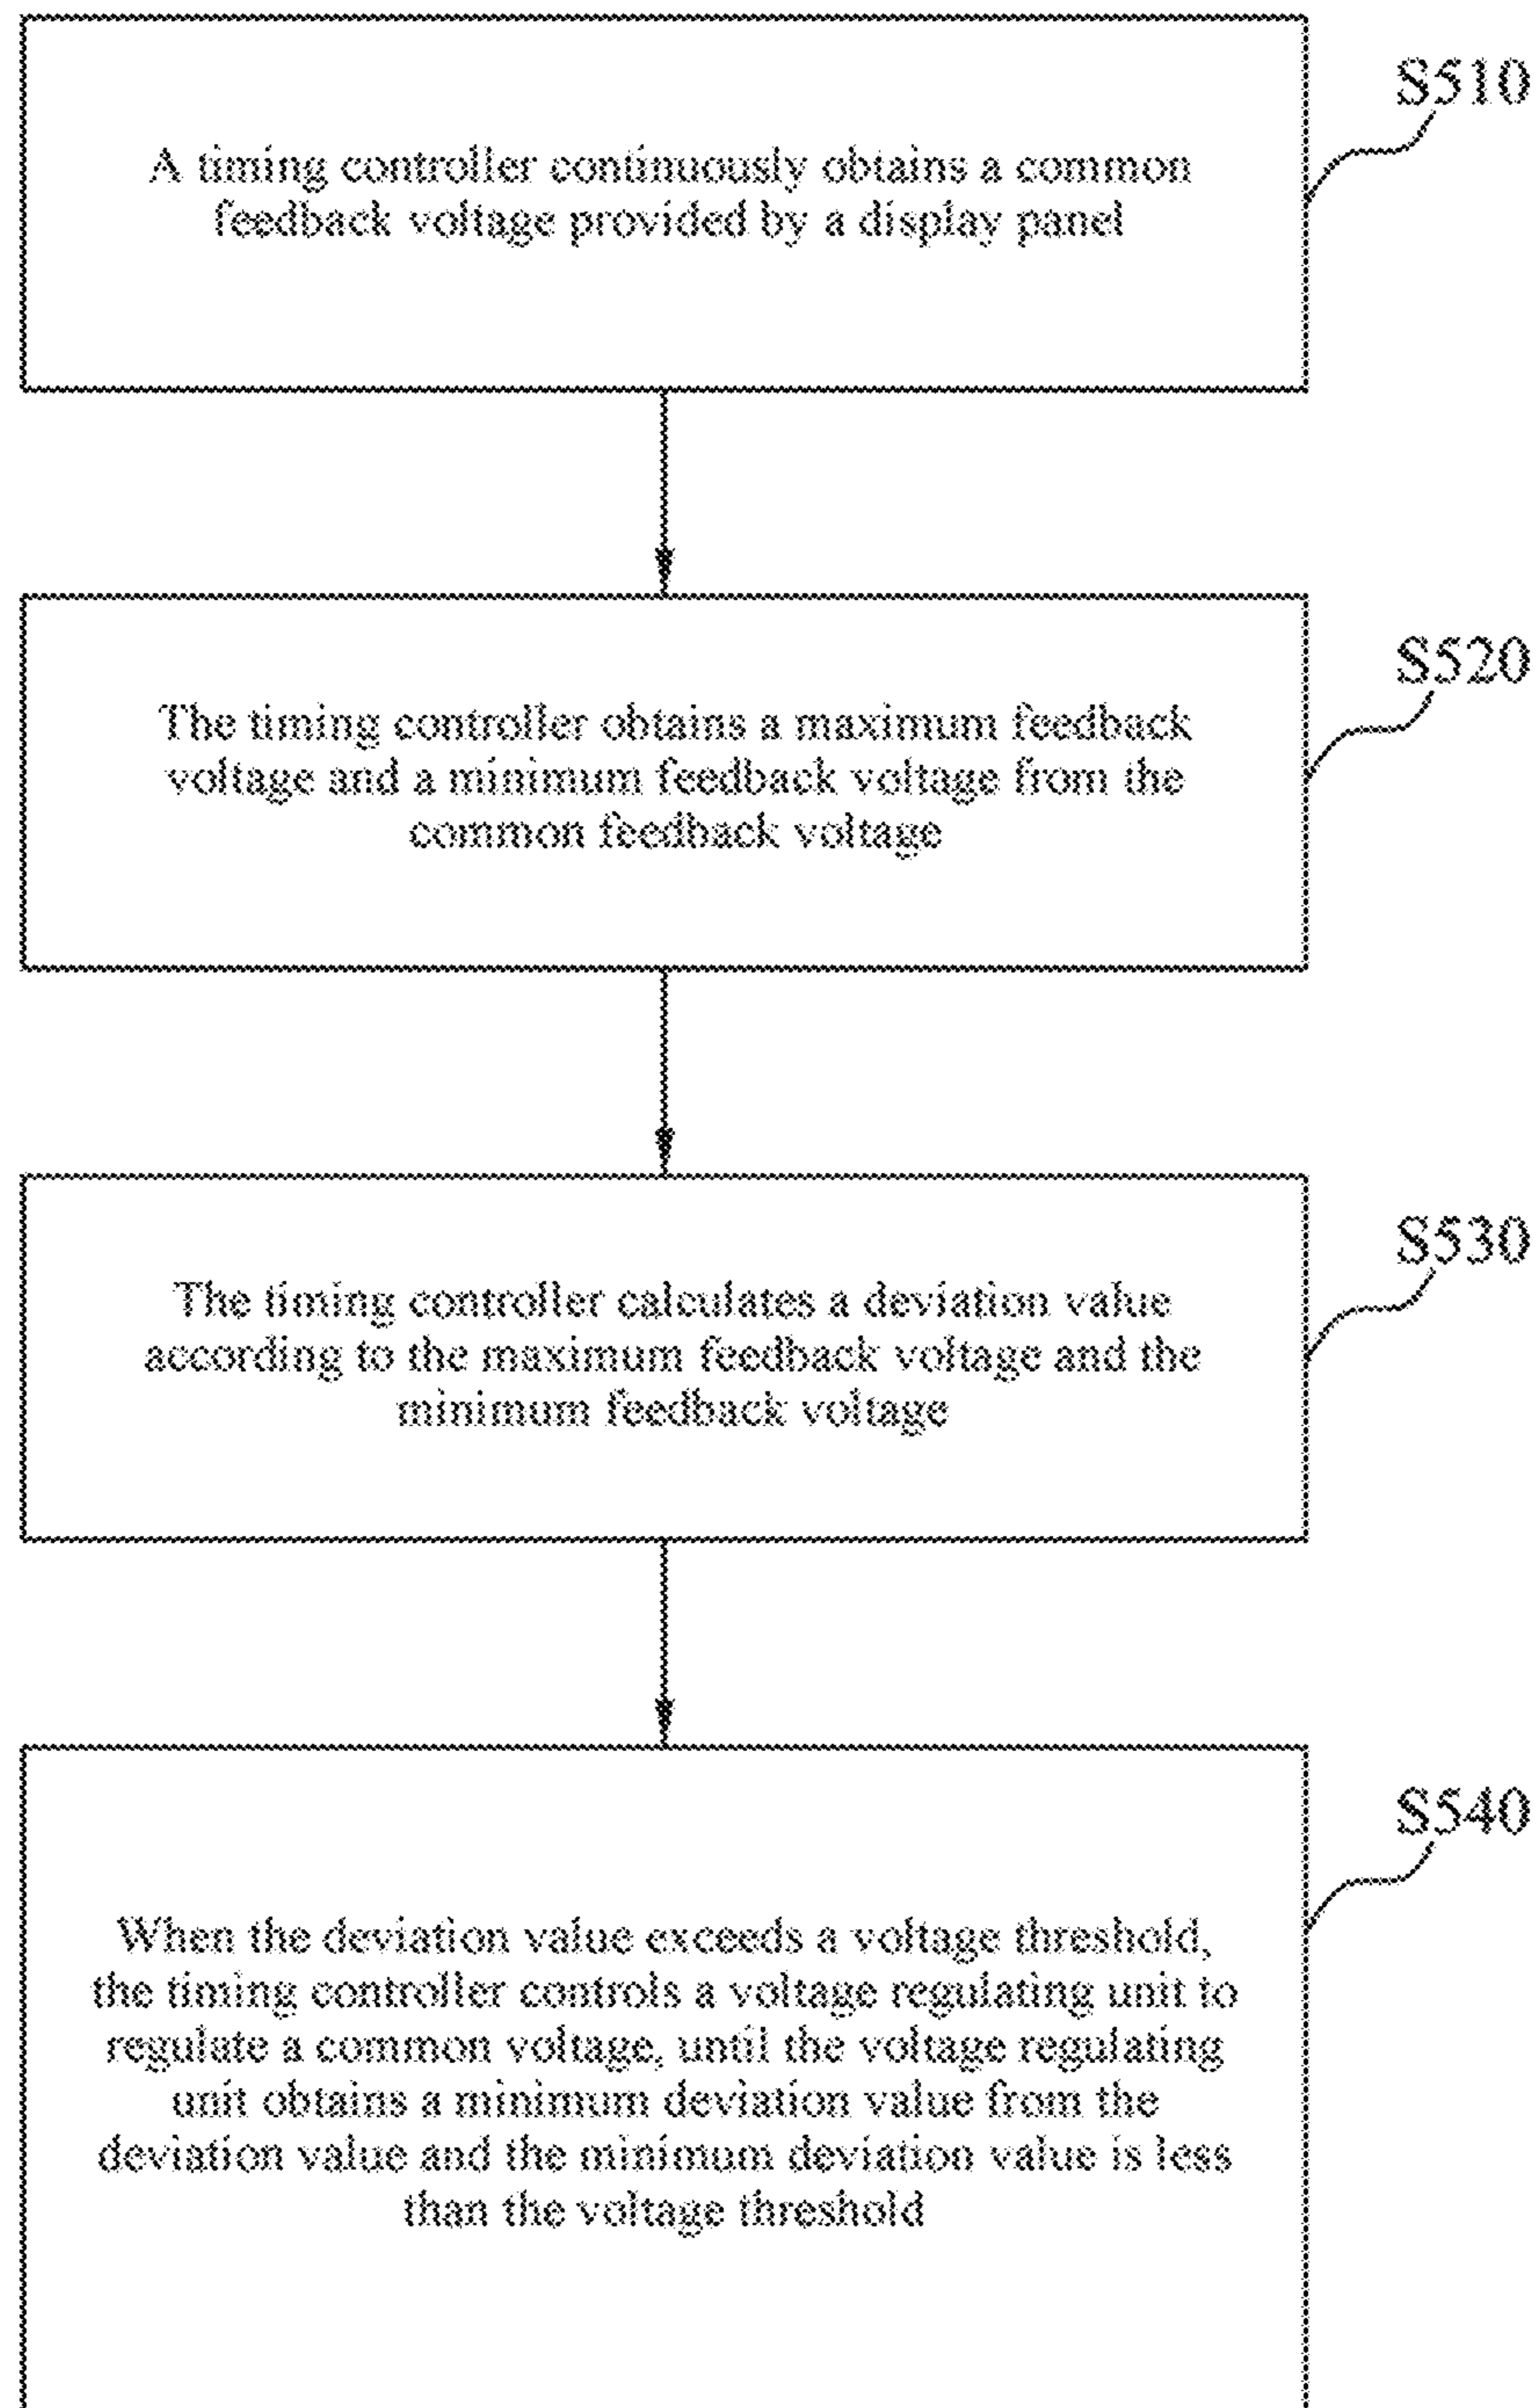 S510
A timing controller continuously obtains a common
feedback voltage provided by a display panel
S520
The timing controller obtains a maximum feedback
voltage and a minimum feedback voltage from the
common feedback voltage
S530
The timing controller calculates a deviation value
according to the maximum feedback voltage and the
minimum feedback voltage
S540
When the deviation value exceeds a voltage threshold,
the timing controller controls a voltage regulating unit to
regulate a common voltage, until the voltage regulating
unit obtains a minimum deviation value from the
deviation value and the minimum deviation value is less
than the voltage threshold